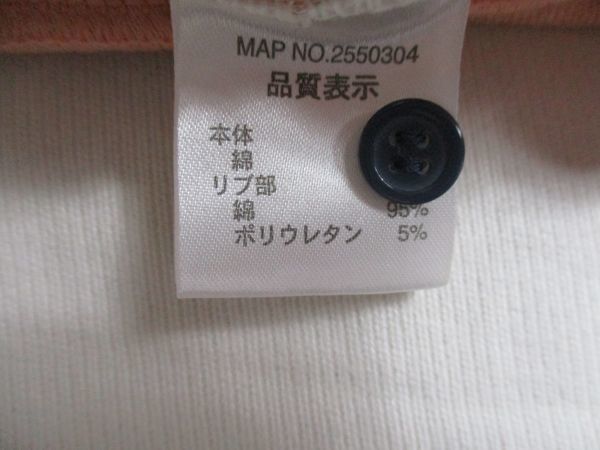 MAP NO.2550304
品質表示
本体
綿
リブ部
綿 95%
ポリウレタン 5%